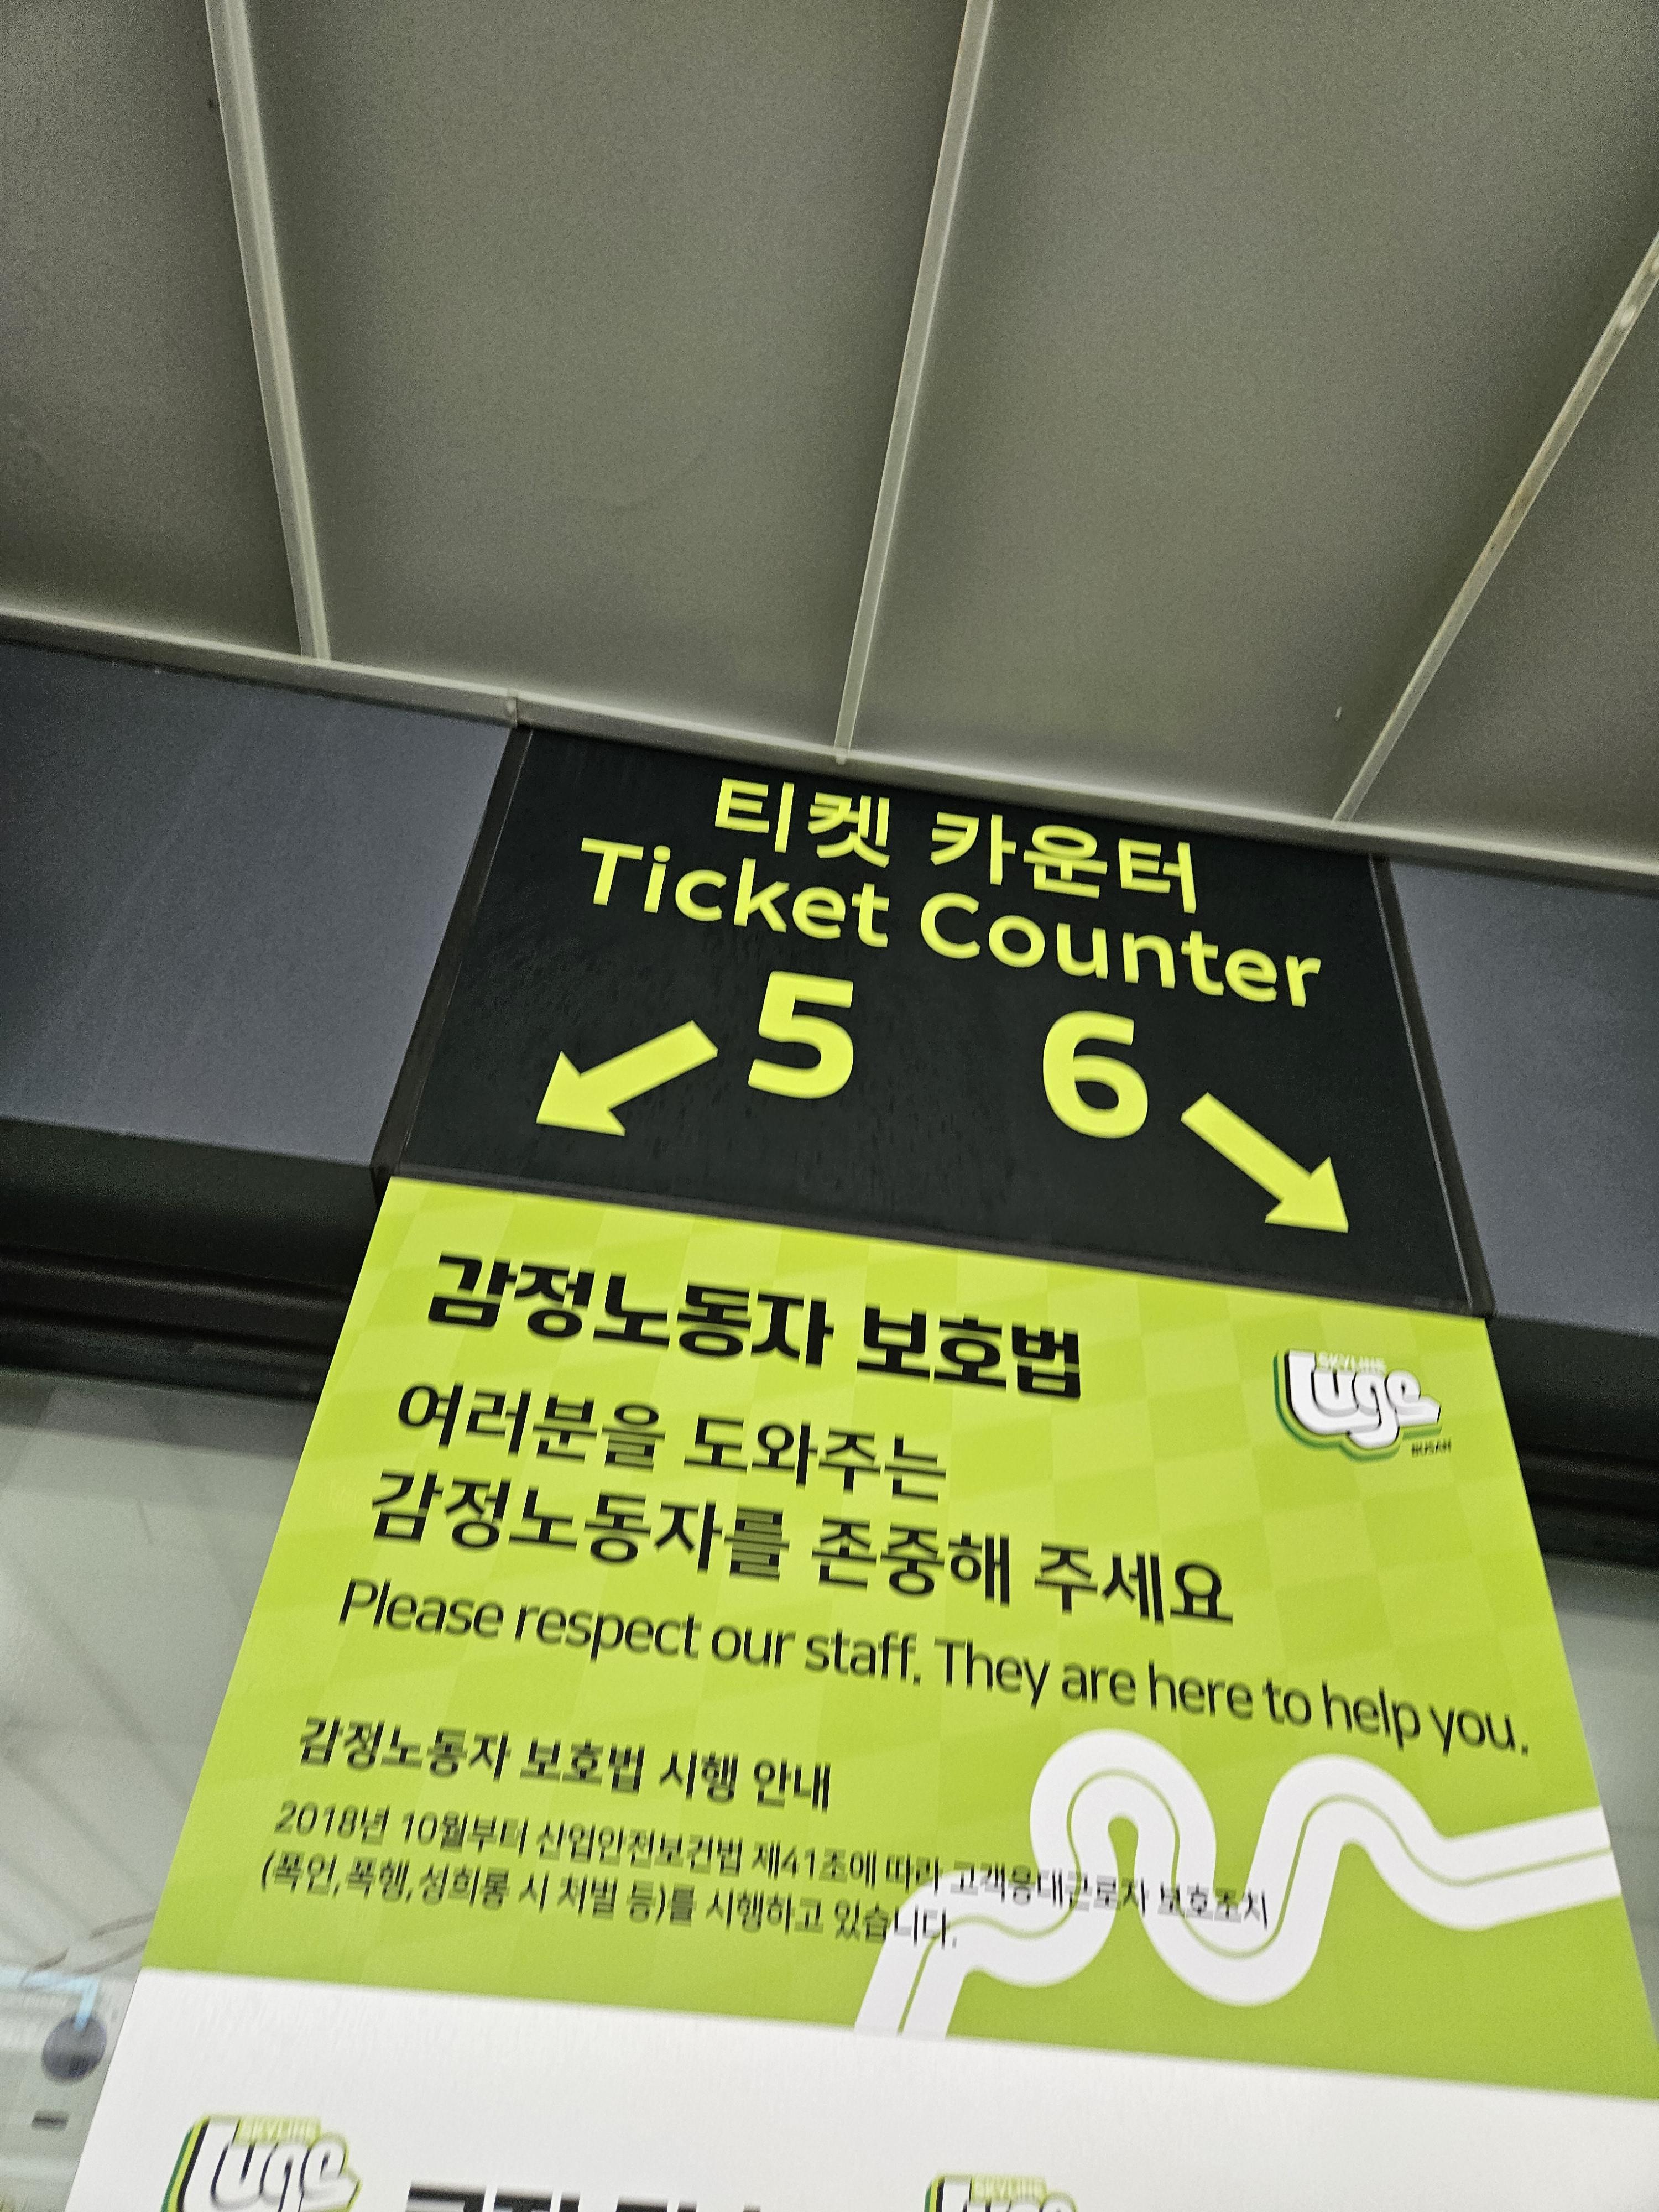 티켓 카운터
Ticket Counter
5 6
감정노동자 보호법
SKYLINE
Luge
BUSAN
여러분을 도와주는
감정노동자를 존중해 주세요
Please respect our staff. They are here to help you.
감정노동자 보호법 시행 안내
2018년 10월부터 산업안전보건법 제41조에 따라 고객응대근로자 보호조치
(폭언,폭행,성희롱 시 처벌 등)를 시행하고 있습니다.
SKYLINE
Luge
SKYLINE
Luge